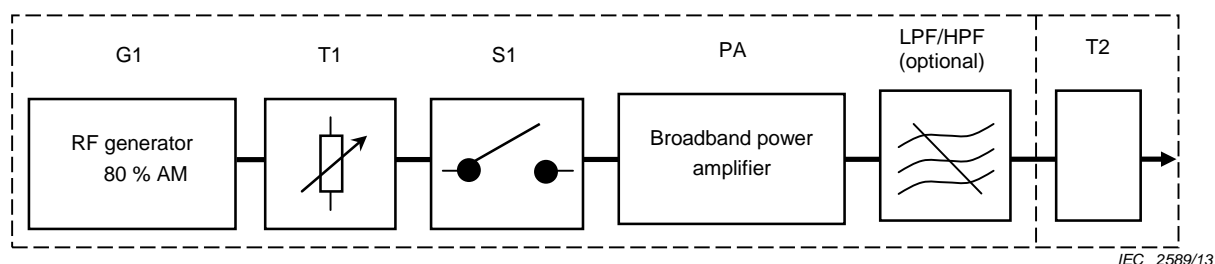 G1
T1
S1
PA
LPF/HPF
(optional)
T2
RF generator
80 % AM
Broadband power
amplifier
IEC 2589/13